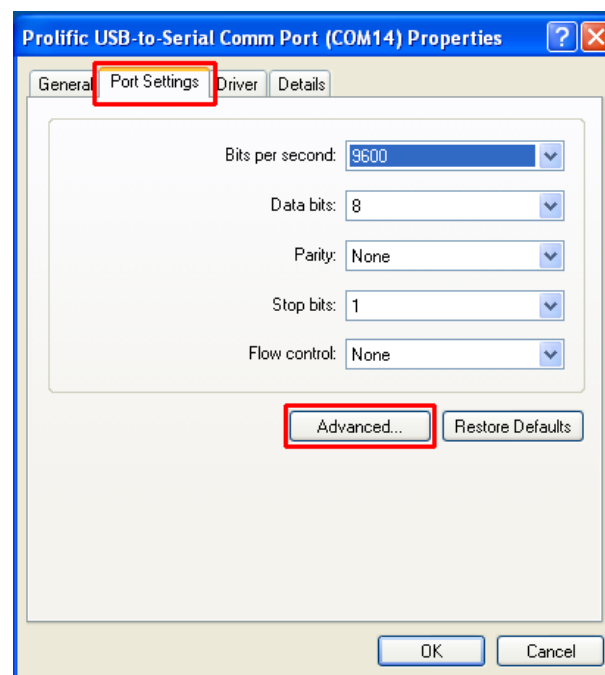 Prolific USB-to-Serial Comm Port (COM14) Properties
General Port Settings Driver Details
Bits per second: 9600
Data bits: 8
Parity: None
Stop bits: 1
Flow control: None
Advanced... Restore Defaults
OK Cancel